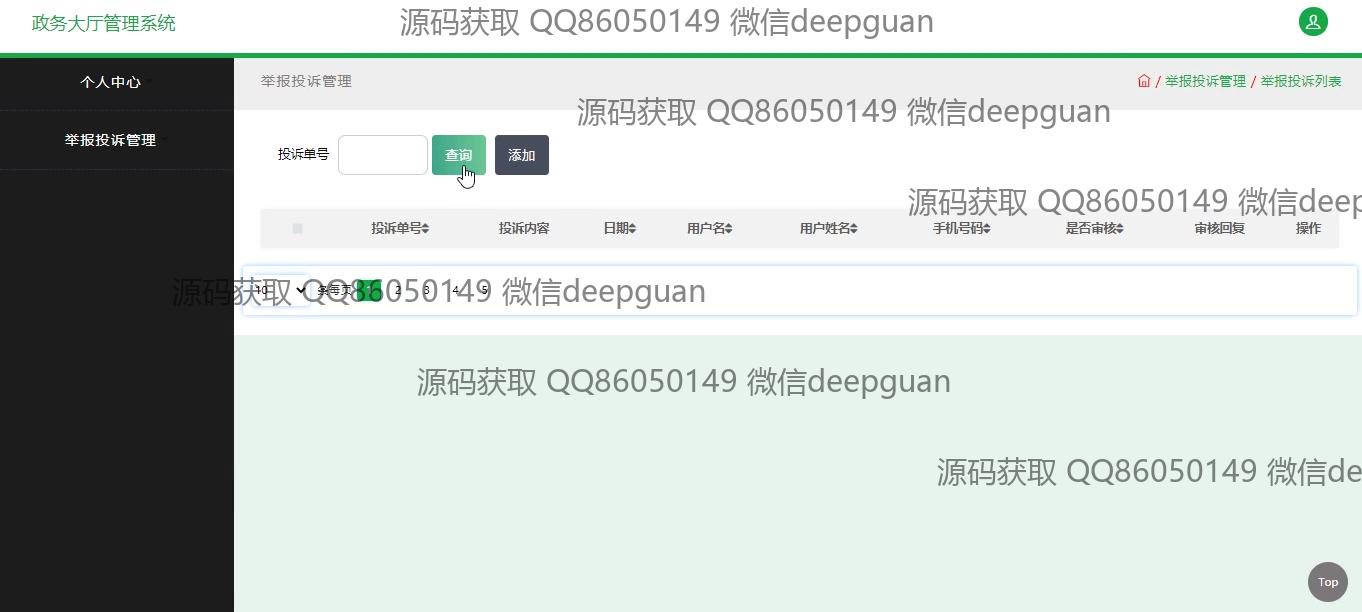 政务大厅管理系统
源码获取 QQ86050149 微信deepguan
个人中心
举报投诉管理
举报投诉管理
/ 举报投诉管理 / 举报投诉列表
源码获取 QQ86050149 微信deepguan
投诉单号
查询
添加
源码获取 QQ86050149 微信deep
投诉单号 投诉内容 日期 用户名 用户姓名 手机号码 是否审核 审核回复 操作
10 条每页 1 2 3 4 5
源码获取 QQ86050149 微信deepguan
源码获取 QQ86050149 微信deepguan
源码获取 QQ86050149 微信de
Top